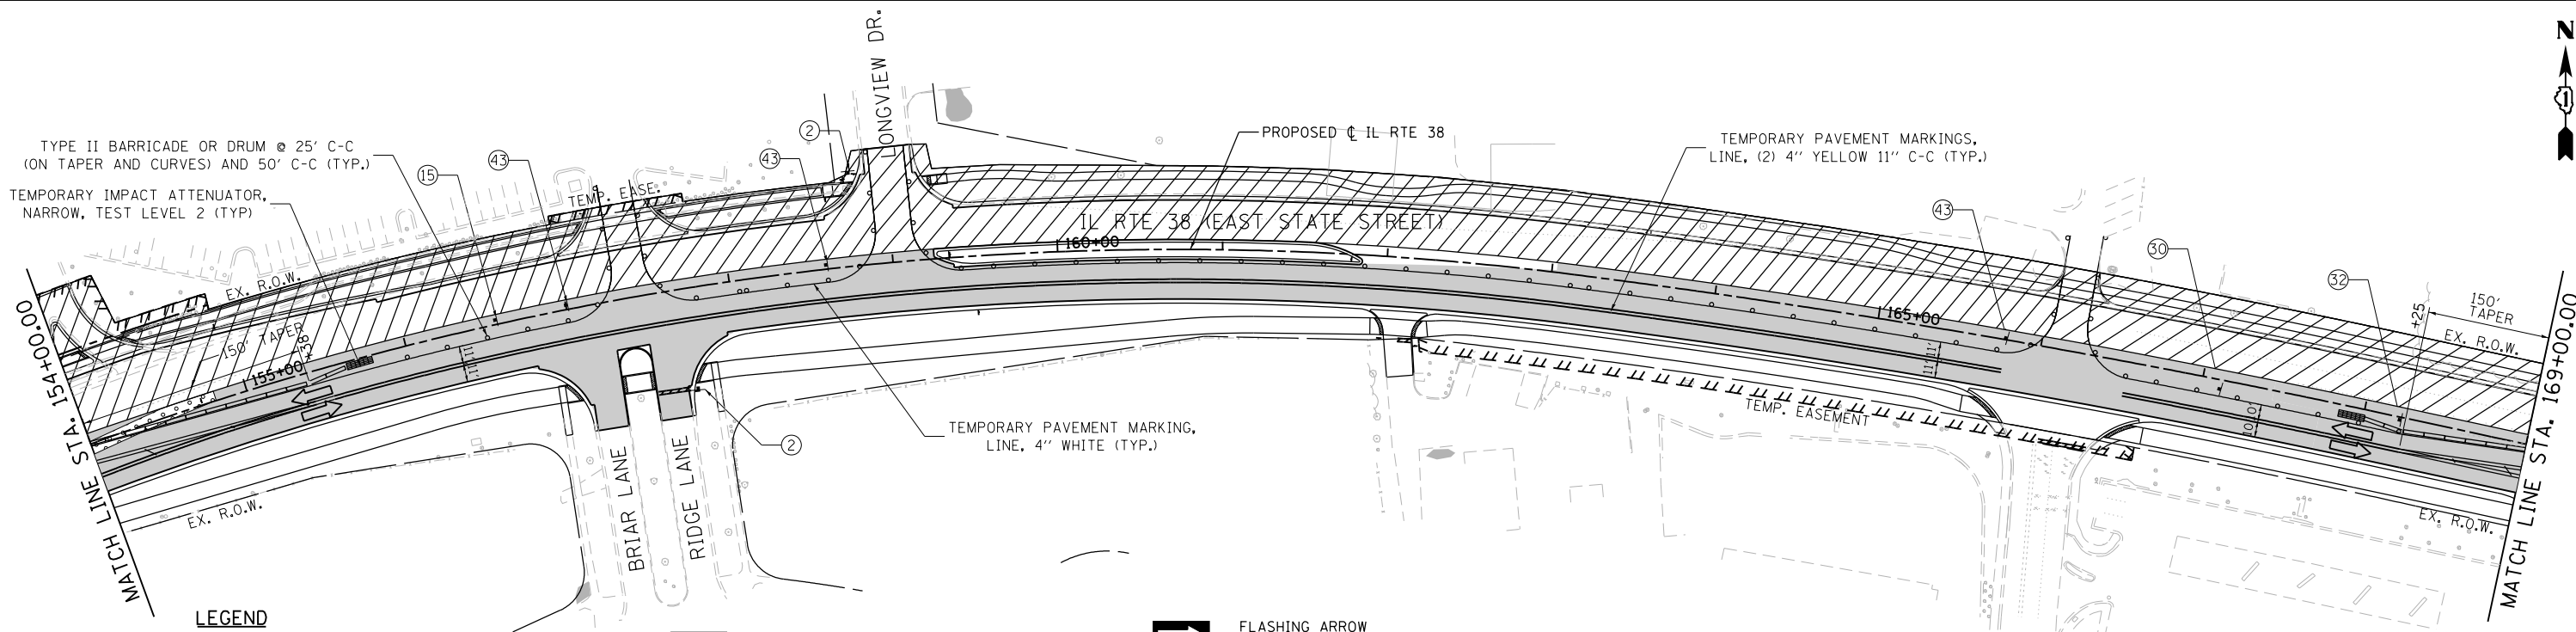 LONGVIEW DR.
N
1
TYPE II BARRICADE OR DRUM @ 25' C-C
(ON TAPER AND CURVES) AND 50' C-C (TYP.)
TEMPORARY IMPACT ATTENUATOR,
NARROW, TEST LEVEL 2 (TYP)
15
43
43
2
PROPOSED ℄ IL RTE 38
TEMPORARY PAVEMENT MARKINGS,
LINE, (2) 4" YELLOW 11" C-C (TYP.)
43
30
32
+25
150'
TAPER
TEMP. EASE.
IL RTE 38 (EAST STATE STREET)
160+00
165+00
EX. R.O.W.
EX. R.O.W.
150' TAPER
+38
155+00
11'
11'
11'
11'
10'
10'
MATCH LINE STA. 154+00.00
MATCH LINE STA. 169+00.00
TEMP. EASEMENT
TEMPORARY PAVEMENT MARKING,
LINE, 4" WHITE (TYP.)
2
EX. R.O.W.
EX. R.O.W.
BRIAR LANE
RIDGE LANE
LEGEND
FLASHING ARROW